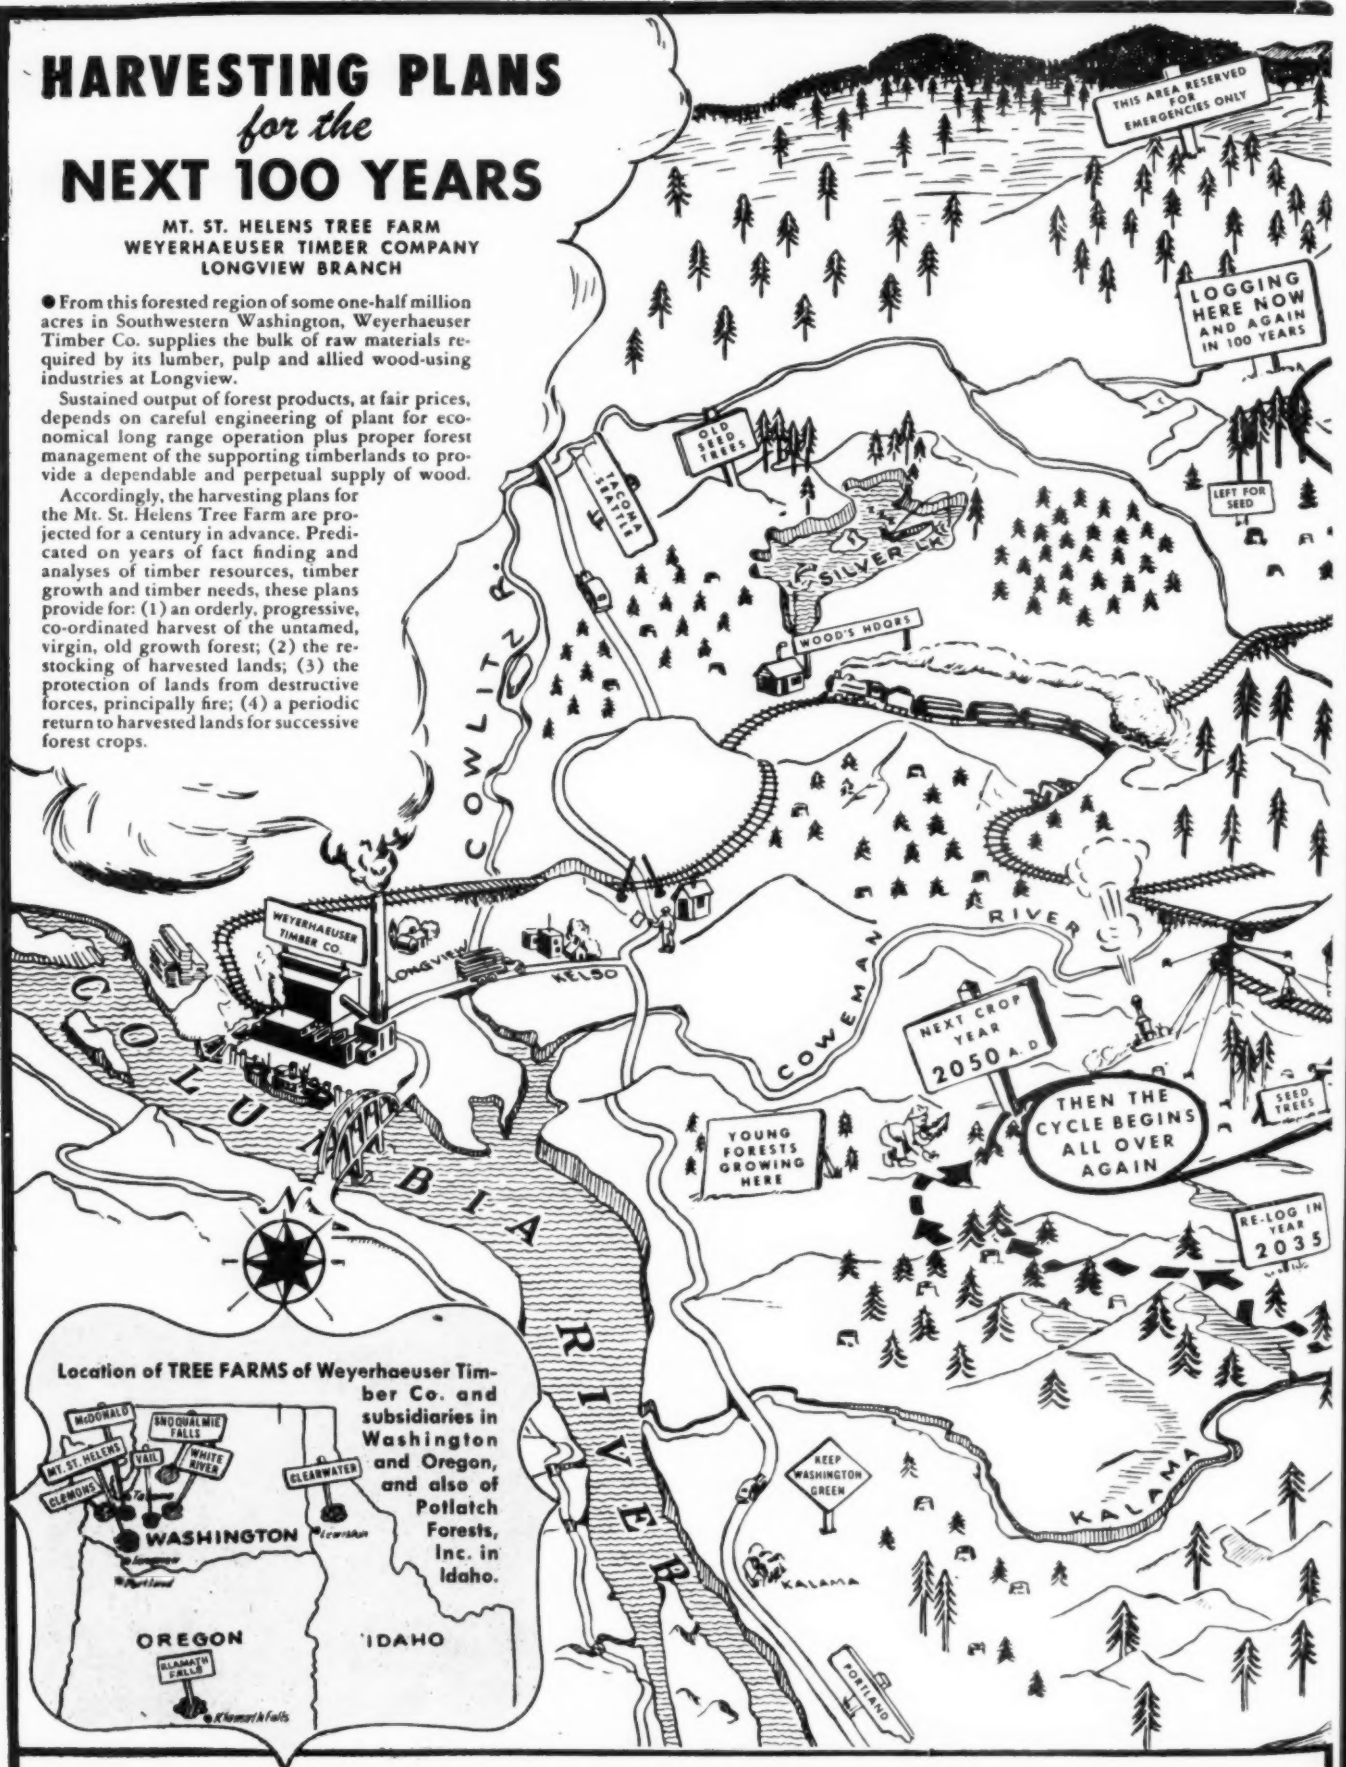 HARVESTING PLANS
for the
NEXT 100 YEARS
MT. ST. HELENS TREE FARM
WEYERHAEUSER TIMBER COMPANY
LONGVIEW BRANCH
● From this forested region of some one-half million
acres in Southwestern Washington, Weyerhaeuser
Timber Co. supplies the bulk of raw materials re-
quired by its lumber, pulp and allied wood-using
industries at Longview.
Sustained output of forest products, at fair prices,
depends on careful engineering of plant for eco-
nomical long range operation plus proper forest
management of the supporting timberlands to pro-
vide a dependable and perpetual supply of wood.
Accordingly, the harvesting plans for
the Mt. St. Helens Tree Farm are pro-
jected for a century in advance. Predi-
cated on years of fact finding and
analyses of timber resources, timber
growth and timber needs, these plans
provide for: (1) an orderly, progressive,
co-ordinated harvest of the untamed,
virgin, old growth forest; (2) the re-
stocking of harvested lands; (3) the
protection of lands from destructive
forces, principally fire; (4) a periodic
return to harvested lands for successive
forest crops.
THIS AREA RESERVED
FOR
EMERGENCIES ONLY
LOGGING
HERE NOW
AND AGAIN
IN 100 YEARS
OLD
SEED
TREES
TACOMA
SEATTLE
LEFT FOR
SEED
SILVER LK
COWLITZ R.
WOOD'S HDQRS
WEYERHAEUSER
TIMBER CO.
LONGVIEW
KELSO
COWEMAN RIVER
NEXT CROP
YEAR
2050 A.D
THEN THE
CYCLE BEGINS
ALL OVER
AGAIN
SEED
TREES
YOUNG
FORESTS
GROWING
HERE
RE-LOG IN
YEAR
2035
COLUMBIA RIVER
N
KEEP
WASHINGTON
GREEN
KALAMA
KALAMA
PORTLAND
Location of TREE FARMS of Weyerhaeuser Tim-
ber Co. and
subsidiaries in
Washington
and Oregon,
and also of
Potlatch
Forests,
Inc. in
Idaho.
McDONALD
SNOQUALMIE
FALLS
MT. ST. HELENS
VAIL
WHITE
RIVER
CLEMONS
CLEARWATER
Tacoma
WASHINGTON
Lewiston
Longview
Portland
OREGON
IDAHO
KLAMATH
FALLS
Klamath Falls